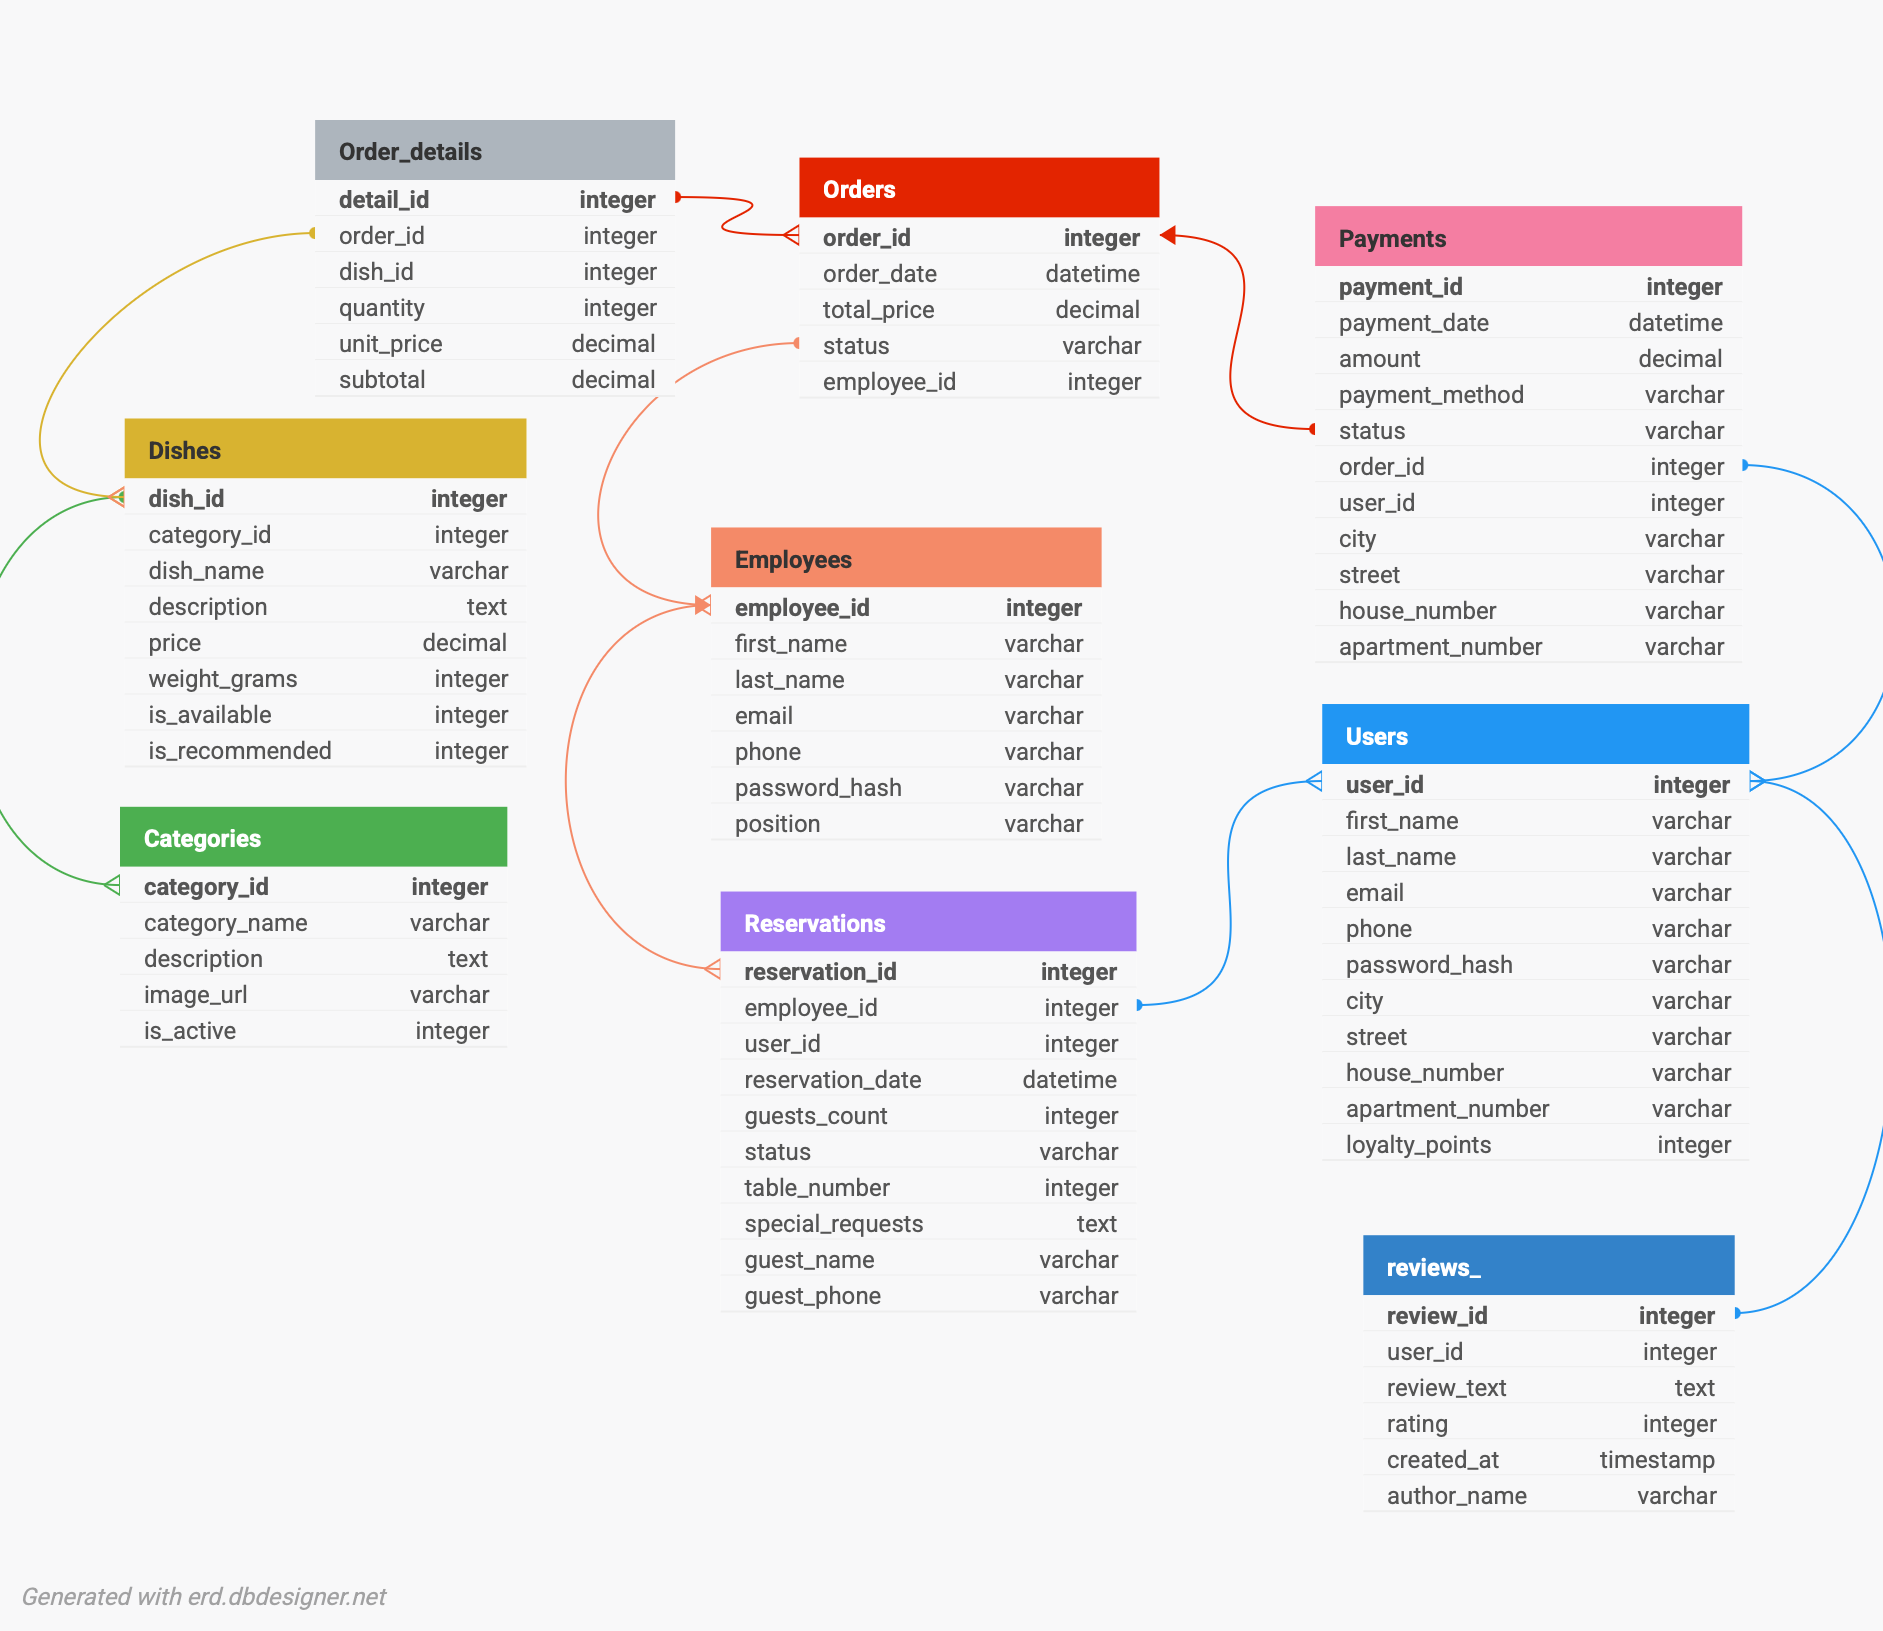 Order_details
detail_id integer
order_id integer
dish_id integer
quantity integer
unit_price decimal
subtotal decimal
Orders
order_id integer
order_date datetime
total_price decimal
status varchar
employee_id integer
Payments
payment_id integer
payment_date datetime
amount decimal
payment_method varchar
status varchar
order_id integer
user_id integer
city varchar
street varchar
house_number varchar
apartment_number varchar
Dishes
dish_id integer
category_id integer
dish_name varchar
description text
price decimal
weight_grams integer
is_available integer
is_recommended integer
Employees
employee_id integer
first_name varchar
last_name varchar
email varchar
phone varchar
password_hash varchar
position varchar
Users
user_id integer
first_name varchar
last_name varchar
email varchar
phone varchar
password_hash varchar
city varchar
street varchar
house_number varchar
apartment_number varchar
loyalty_points integer
Categories
category_id integer
category_name varchar
description text
image_url varchar
is_active integer
Reservations
reservation_id integer
employee_id integer
user_id integer
reservation_date datetime
guests_count integer
status varchar
table_number integer
special_requests text
guest_name varchar
guest_phone varchar
reviews_
review_id integer
user_id integer
review_text text
rating integer
created_at timestamp
author_name varchar
Generated with erd.dbdesigner.net